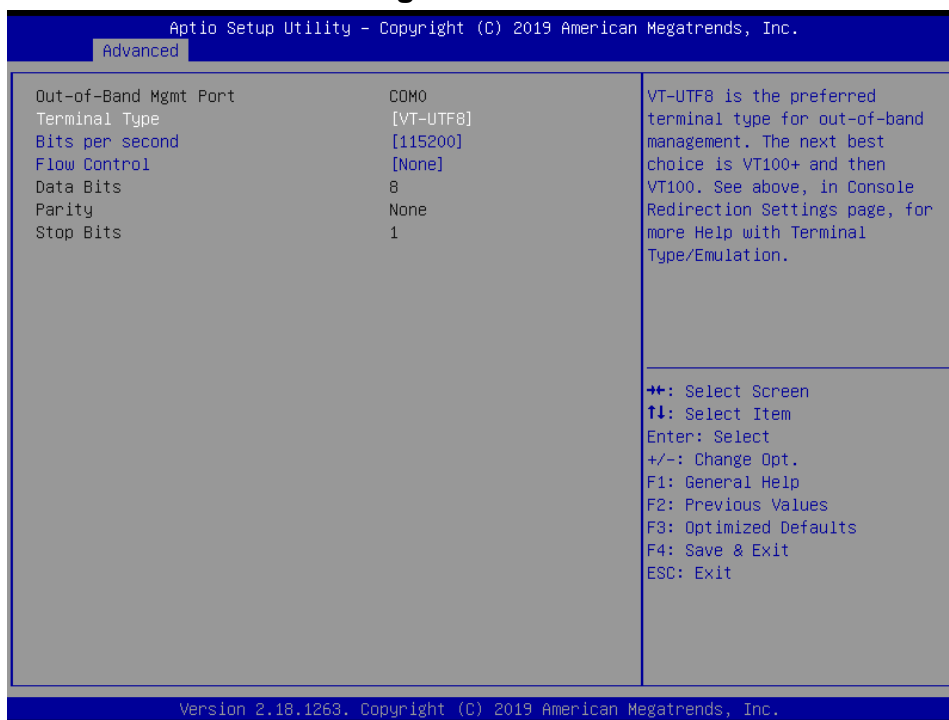 Aptio Setup Utility – Copyright (C) 2019 American Megatrends, Inc.
Advanced
Out-of-Band Mgmt Port COM0
Terminal Type [VT-UTF8]
Bits per second [115200]
Flow Control [None]
Data Bits 8
Parity None
Stop Bits 1
VT-UTF8 is the preferred
terminal type for out-of-band
management. The next best
choice is VT100+ and then
VT100. See above, in Console
Redirection Settings page, for
more Help with Terminal
Type/Emulation.
→←: Select Screen
↑↓: Select Item
Enter: Select
+/-: Change Opt.
F1: General Help
F2: Previous Values
F3: Optimized Defaults
F4: Save & Exit
ESC: Exit
Version 2.18.1263. Copyright (C) 2019 American Megatrends, Inc.